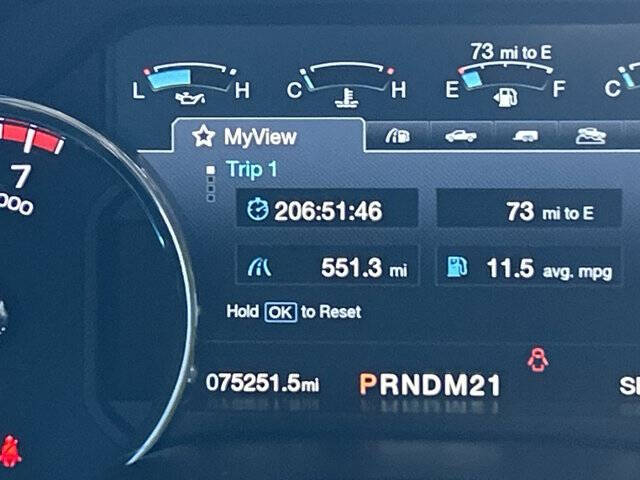 73 mi to E
L H C H E F C
MyView
Trip 1
7
206:51:46 73 mi to E
000
551.3 mi 11.5 avg. mpg
Hold OK to Reset
075251.5mi PRNDM21